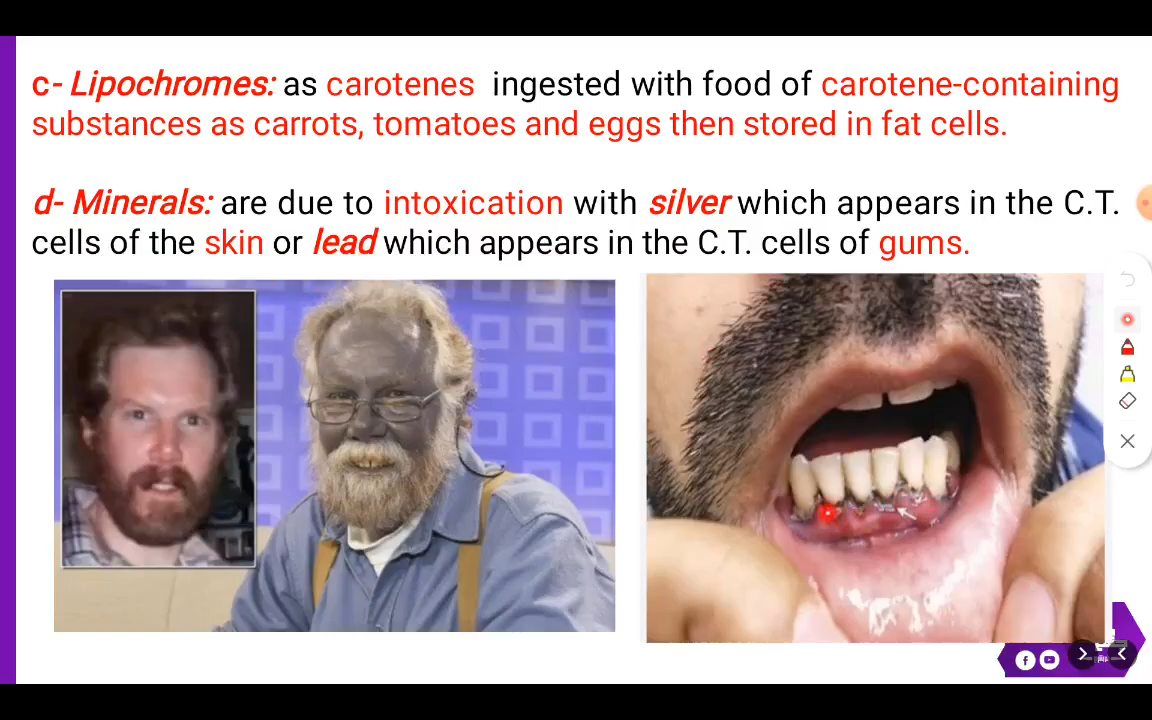 c- Lipochromes: as carotenes ingested with food of carotene-containing
substances as carrots, tomatoes and eggs then stored in fat cells.
d- Minerals: are due to intoxication with silver which appears in the C.T.
cells of the skin or lead which appears in the C.T. cells of gums.